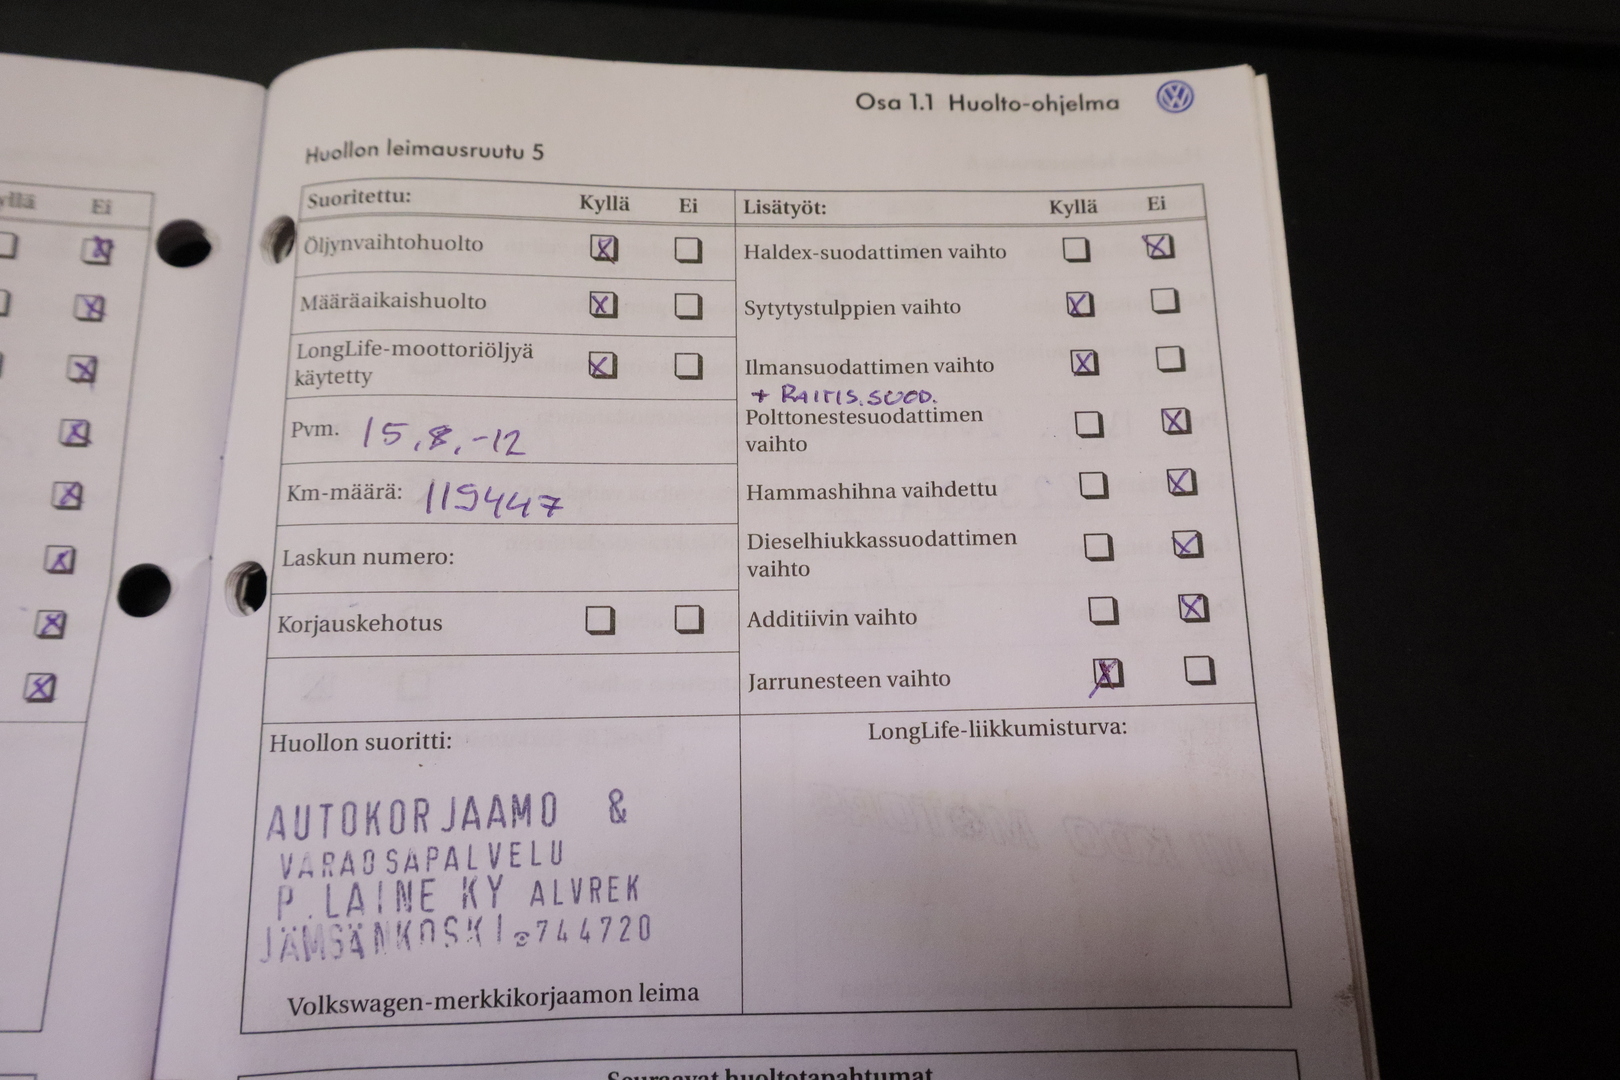 Osa 1.1 Huolto-ohjelma
Huollon leimausruutu 5
Ei
Suoritettu: Kyllä Ei
Öljynvaihtohuolto
Määräaikaishuolto
LongLife-moottoriöljyä
käytetty
Pvm. 15.8.-12
Km-määrä: 119447
Laskun numero:
Korjauskehotus
Lisätyöt: Kyllä Ei
Haldex-suodattimen vaihto
Sytytystulppien vaihto
Ilmansuodattimen vaihto
+ RAITIS.SUOD.
Polttonestesuodattimen
vaihto
Hammashihna vaihdettu
Dieselhiukkassuodattimen
vaihto
Additiivin vaihto
Jarrunesteen vaihto
Huollon suoritti:
AUTOKORJAAMO &
VARAOSAPALVELU
P. LAINE KY ALVREK
JÄMSÄNKOSKI ☎744720
Volkswagen-merkkikorjaamon leima
LongLife-liikkumisturva:
Seuraavat huoltotapahtumat